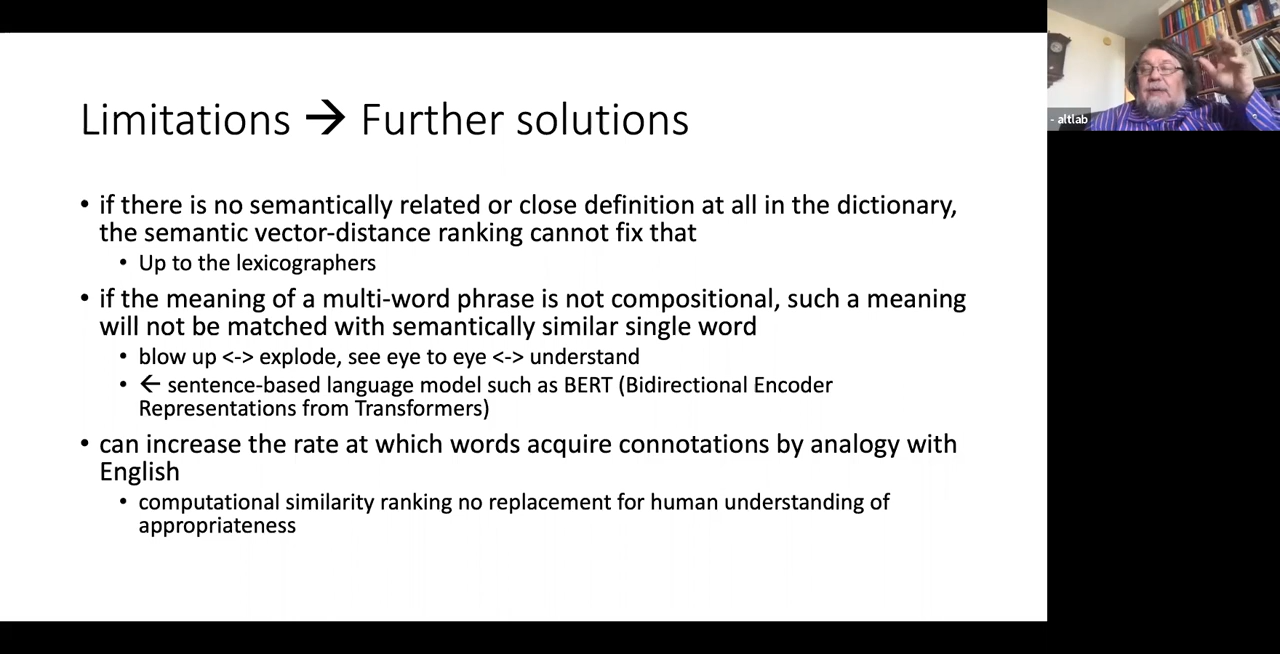 Limitations → Further solutions
• if there is no semantically related or close definition at all in the dictionary,
the semantic vector-distance ranking cannot fix that
• Up to the lexicographers
• if the meaning of a multi-word phrase is not compositional, such a meaning
will not be matched with semantically similar single word
• blow up <-> explode, see eye to eye <-> understand
• ← sentence-based language model such as BERT (Bidirectional Encoder
Representations from Transformers)
• can increase the rate at which words acquire connotations by analogy with
English
• computational similarity ranking no replacement for human understanding of
appropriateness
- altlab